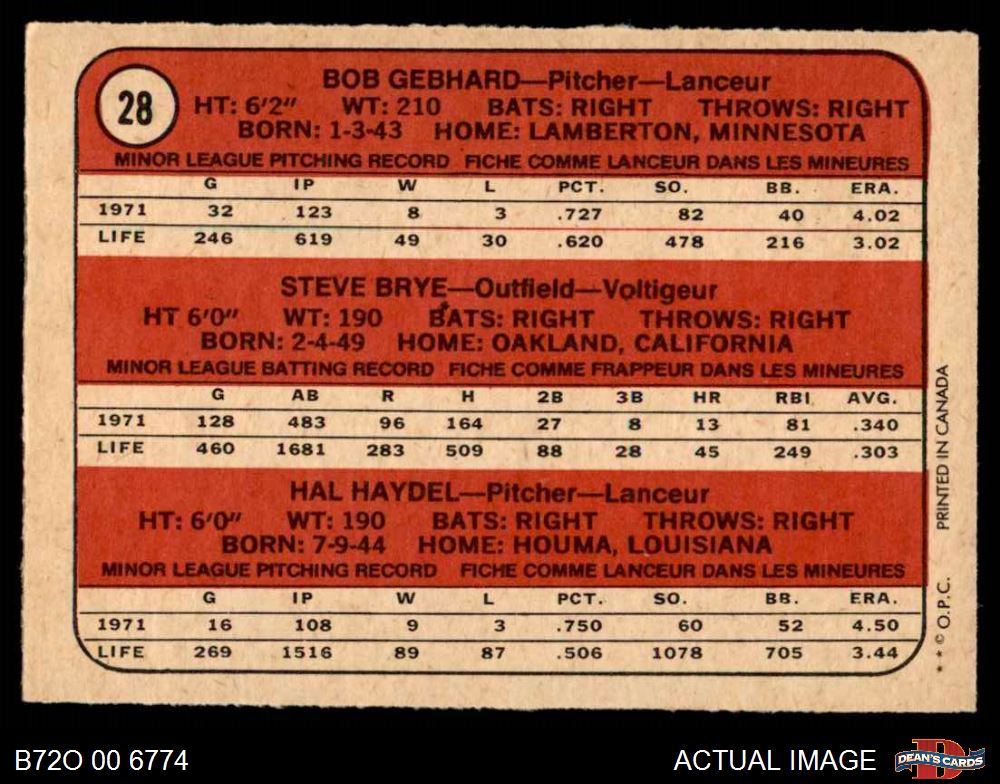 28
BOB GEBHARD—Pitcher—Lanceur
HT: 6'2" WT: 210 BATS: RIGHT THROWS: RIGHT
BORN: 1-3-43 HOME: LAMBERTON, MINNESOTA
MINOR LEAGUE PITCHING RECORD FICHE COMME LANCEUR DANS LES MINEURES
G IP W L PCT. SO. BB. ERA.
1971 32 123 8 3 .727 82 40 4.02
LIFE 246 619 49 30 .620 478 216 3.02
STEVE BRYE—Outfield—Voltigeur
HT 6'0" WT: 190 BATS: RIGHT THROWS: RIGHT
BORN: 2-4-49 HOME: OAKLAND, CALIFORNIA
MINOR LEAGUE BATTING RECORD FICHE COMME FRAPPEUR DANS LES MINEURES
G AB R H 2B 3B HR RBI AVG.
1971 128 483 96 164 27 8 13 81 .340
LIFE 460 1681 283 509 88 28 45 249 .303
HAL HAYDEL—Pitcher—Lanceur
HT: 6'0" WT: 190 BATS: RIGHT THROWS: RIGHT
BORN: 7-9-44 HOME: HOUMA, LOUISIANA
MINOR LEAGUE PITCHING RECORD FICHE COMME LANCEUR DANS LES MINEURES
G IP W L PCT. SO. BB. ERA.
1971 16 108 9 3 .750 60 52 4.50
LIFE 269 1516 89 87 .506 1078 705 3.44
* * © O.P.C. PRINTED IN CANADA
B72O 00 6774
ACTUAL IMAGE
D
DEAN'S CARDS